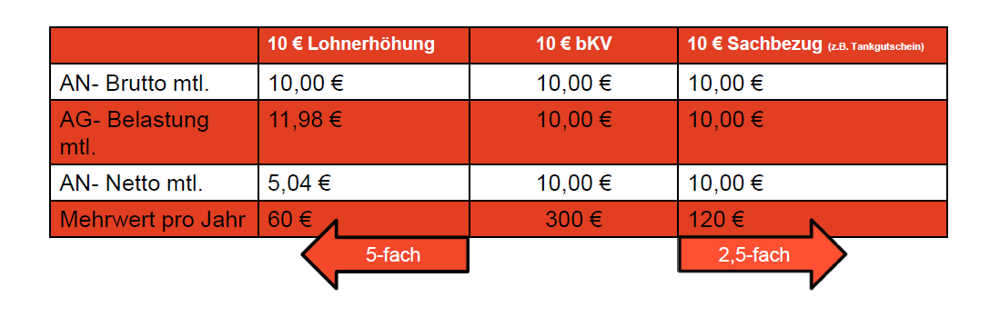 10 € Lohnerhöhung 10 € bKV 10 € Sachbezug (z.B. Tankgutschein)
AN- Brutto mtl. 10,00 € 10,00 € 10,00 €
AG- Belastung 11,98 € 10,00 € 10,00 €
mtl.
AN- Netto mtl. 5,04 € 10,00 € 10,00 €
Mehrwert pro Jahr 60 € 300 € 120 €
5-fach 2,5-fach